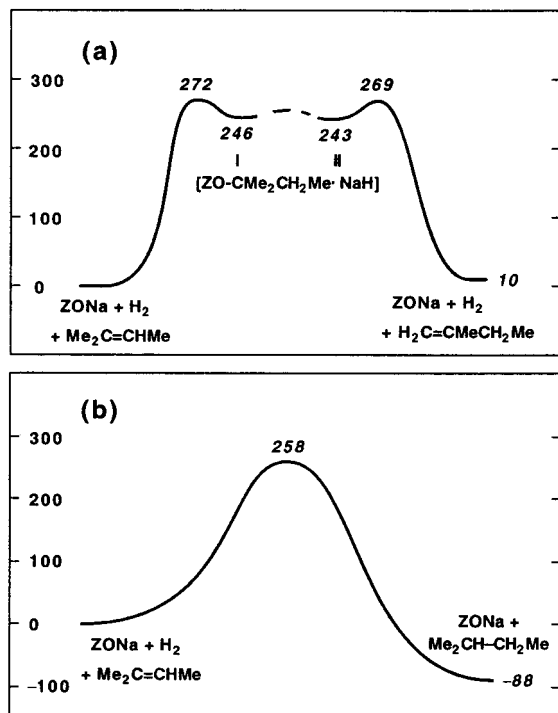 (a)
300
272
269
246
243
I
II
200
[ZO-CMe₂CH₂Me· NaH]
100
0
10
ZONa + H₂
+ Me₂C=CHMe
ZONa + H₂
+ H₂C=CMeCH₂Me
(b)
300
258
200
100
0
ZONa + H₂
+ Me₂C=CHMe
ZONa +
Me₂CH–CH₂Me
–100
–88